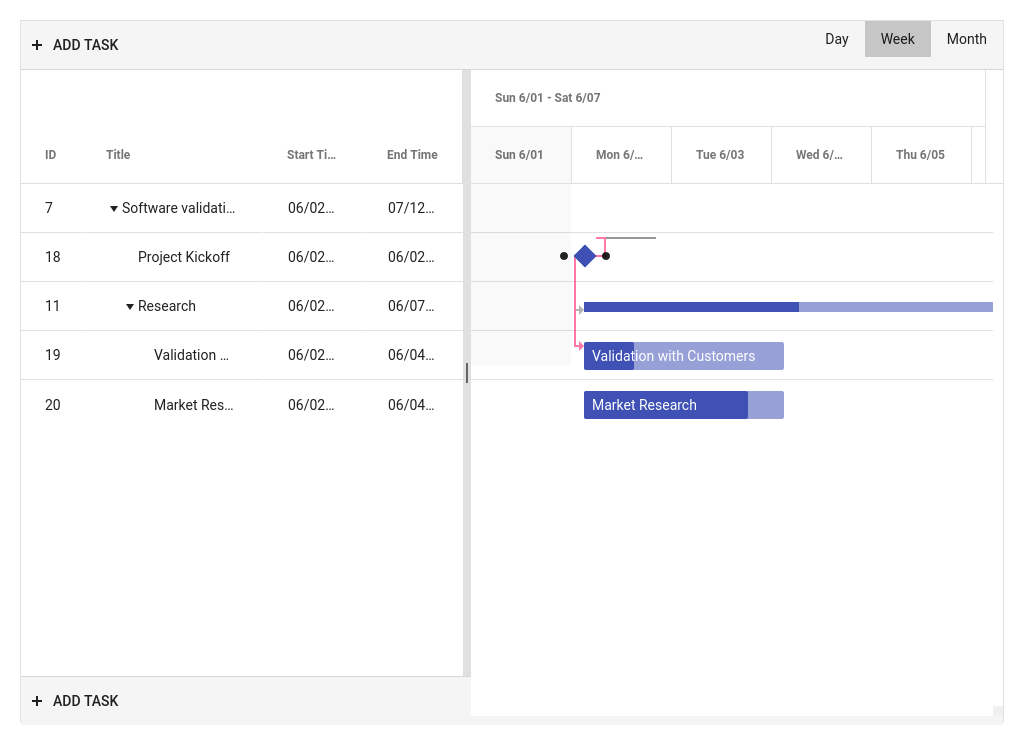 ADD TASK
Day Week Month
Sun 6/01 - Sat 6/07
ID Title Start Ti… End Time
Sun 6/01 Mon 6/… Tue 6/03 Wed 6/… Thu 6/05
7 Software validati… 06/02… 07/12…
18 Project Kickoff 06/02… 06/02…
11 Research 06/02… 06/07…
19 Validation … 06/02… 06/04…
Validation with Customers
20 Market Res… 06/02… 06/04…
Market Research
ADD TASK